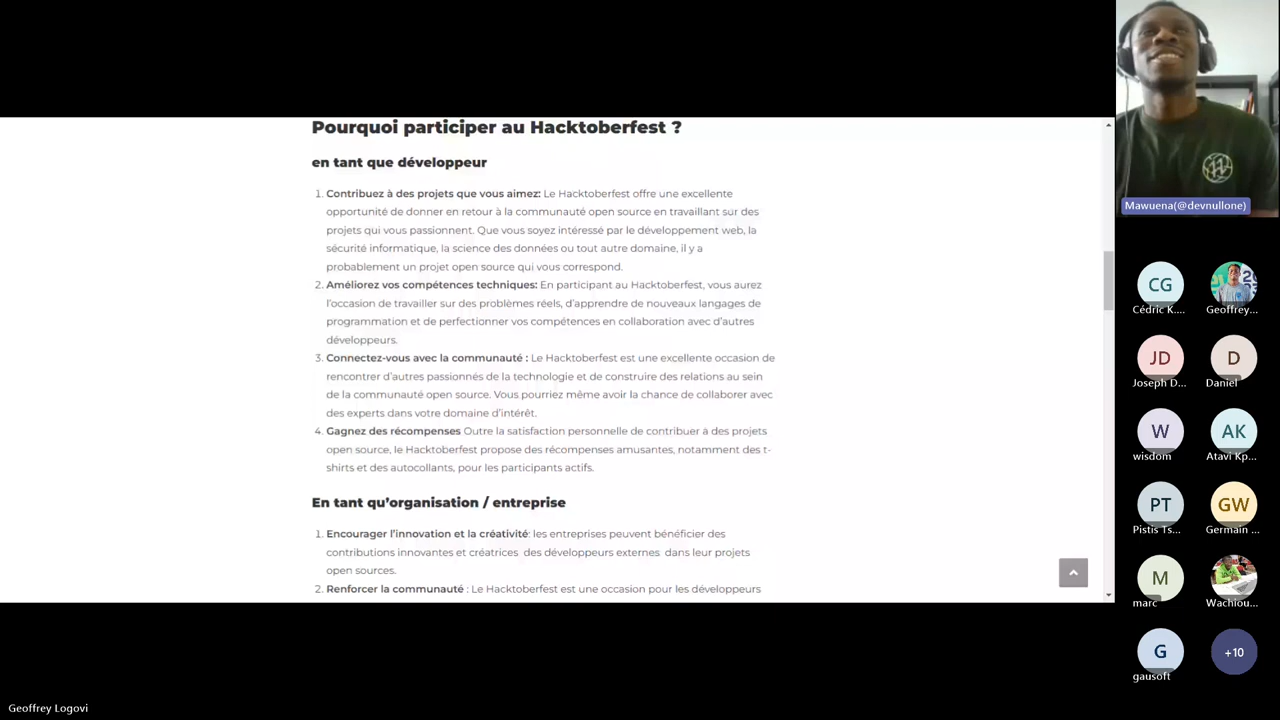 Pourquoi participer au Hacktoberfest ?
en tant que développeur
1. Contribuez à des projets que vous aimez: Le Hacktoberfest offre une excellente
opportunité de donner en retour à la communauté open source en travaillant sur des
projets qui vous passionnent. Que vous soyez intéressé par le développement web, la
sécurité informatique, la science des données ou tout autre domaine, il y a
probablement un projet open source qui vous correspond.
2. Améliorez vos compétences techniques: En participant au Hacktoberfest, vous aurez
l'occasion de travailler sur des problèmes réels, d'apprendre de nouveaux langages de
programmation et de perfectionner vos compétences en collaboration avec d'autres
développeurs.
3. Connectez-vous avec la communauté : Le Hacktoberfest est une excellente occasion de
rencontrer d'autres passionnés de la technologie et de construire des relations au sein
de la communauté open source. Vous pourriez même avoir la chance de collaborer avec
des experts dans votre domaine d'intérêt.
4. Gagnez des récompenses Outre la satisfaction personnelle de contribuer à des projets
open source, le Hacktoberfest propose des récompenses amusantes, notamment des t-
shirts et des autocollants, pour les participants actifs.
En tant qu'organisation / entreprise
1. Encourager l'innovation et la créativité: les entreprises peuvent bénéficier des
contributions innovantes et créatrices des développeurs externes dans leur projets
open sources.
2. Renforcer la communauté : Le Hacktoberfest est une occasion pour les développeurs
Mawuena(@devnullone)
CG
Cédric K....
Geoffrey...
JD
Joseph D...
D
Daniel
W
wisdom
AK
Atavi Kp...
PT
Pistis Ts...
GW
Germain ...
M
marc
Wachiou...
G
gausoft
+10
Geoffrey Logovi